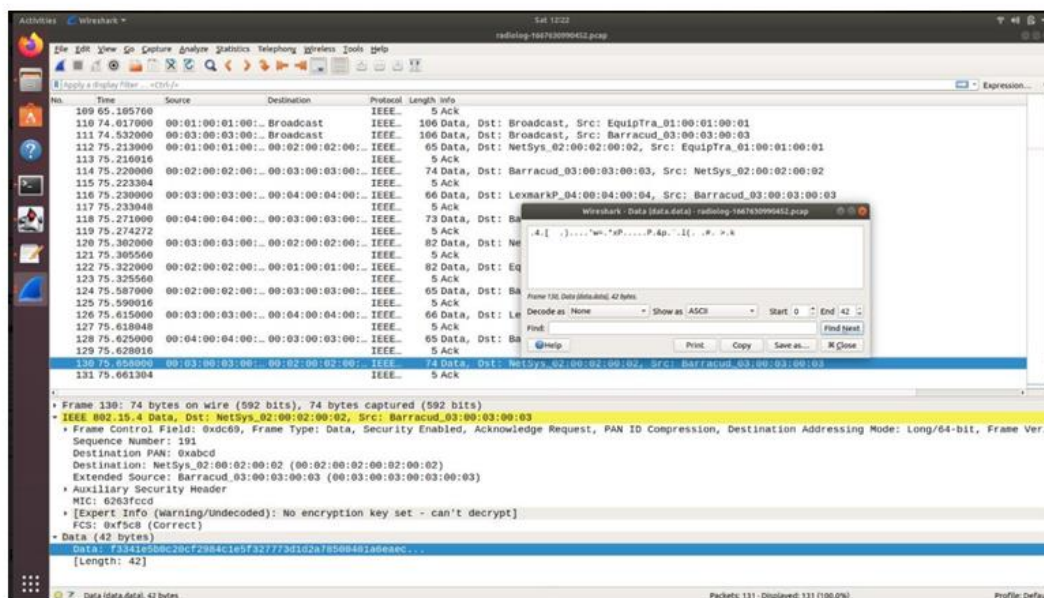 Activities Wireshark Sat 12:22
radiolog-1667630990452.pcap
File Edit View Go Capture Analyze Statistics Telephony Wireless Tools Help
Apply a display filter ... <Ctrl-/> Expression...
No. Time Source Destination Protocol Length Info
109 65.105760 IEEE… 5 Ack
110 74.017000 00:01:00:01:00:… Broadcast IEEE… 106 Data, Dst: Broadcast, Src: EquipTra_01:00:01:00:01
111 74.532000 00:03:00:03:00:… Broadcast IEEE… 106 Data, Dst: Broadcast, Src: Barracud_03:00:03:00:03
112 75.213000 00:01:00:01:00:… 00:02:00:02:00:… IEEE… 65 Data, Dst: NetSys_02:00:02:00:02, Src: EquipTra_01:00:01:00:01
113 75.216016 IEEE… 5 Ack
114 75.220000 00:02:00:02:00:… 00:03:00:03:00:… IEEE… 74 Data, Dst: Barracud_03:00:03:00:03, Src: NetSys_02:00:02:00:02
115 75.223304 IEEE… 5 Ack
116 75.230000 00:03:00:03:00:… 00:04:00:04:00:… IEEE… 66 Data, Dst: LexmarkP_04:00:04:00:04, Src: Barracud_03:00:03:00:03
117 75.233048 IEEE… 5 Ack
118 75.271000 00:04:00:04:00:… 00:03:00:03:00:… IEEE… 73 Data, Dst: Ba
119 75.274272 IEEE… 5 Ack
120 75.302000 00:03:00:03:00:… 00:02:00:02:00:… IEEE… 82 Data, Dst: Ne
121 75.305560 IEEE… 5 Ack
122 75.322000 00:02:00:02:00:… 00:01:00:01:00:… IEEE… 82 Data, Dst: Eq
123 75.325560 IEEE… 5 Ack
124 75.587000 00:02:00:02:00:… 00:03:00:03:00:… IEEE… 65 Data, Dst: Ba
125 75.590016 IEEE… 5 Ack
126 75.615000 00:03:00:03:00:… 00:04:00:04:00:… IEEE… 66 Data, Dst: Le
127 75.618048 IEEE… 5 Ack
128 75.625000 00:04:00:04:00:… 00:03:00:03:00:… IEEE… 65 Data, Dst: Ba
129 75.628016 IEEE… 5 Ack
130 75.658000 00:03:00:03:00:… 00:02:00:02:00:… IEEE… 74 Data, Dst: NetSys_02:00:02:00:02, Src: Barracud_03:00:03:00:03
131 75.661304 IEEE… 5 Ack
Wireshark - Data (data.data) - radiolog-1667630990452.pcap
Frame 130, Data (data.data), 42 bytes.
Decode as None Show as ASCII Start 0 End 42
Find: Find Next
Help Print Copy Save as... Close
Frame 130: 74 bytes on wire (592 bits), 74 bytes captured (592 bits)
IEEE 802.15.4 Data, Dst: NetSys_02:00:02:00:02, Src: Barracud_03:00:03:00:03
Frame Control Field: 0xdc69, Frame Type: Data, Security Enabled, Acknowledge Request, PAN ID Compression, Destination Addressing Mode: Long/64-bit, Frame Ver
Sequence Number: 191
Destination PAN: 0xabcd
Destination: NetSys_02:00:02:00:02 (00:02:00:02:00:02:00:02)
Extended Source: Barracud_03:00:03:00:03 (00:03:00:03:00:03:00:03)
Auxiliary Security Header
MIC: 6263fccd
[Expert Info (Warning/Undecoded): No encryption key set - can't decrypt]
FCS: 0xf5c8 (Correct)
Data (42 bytes)
Data: f3341e5b0c20cf2984c1e5f327773d1d2a78500401a6eaec...
[Length: 42]
Data (data.data), 42 bytes Packets: 131 · Displayed: 131 (100.0%) Profile: Defau